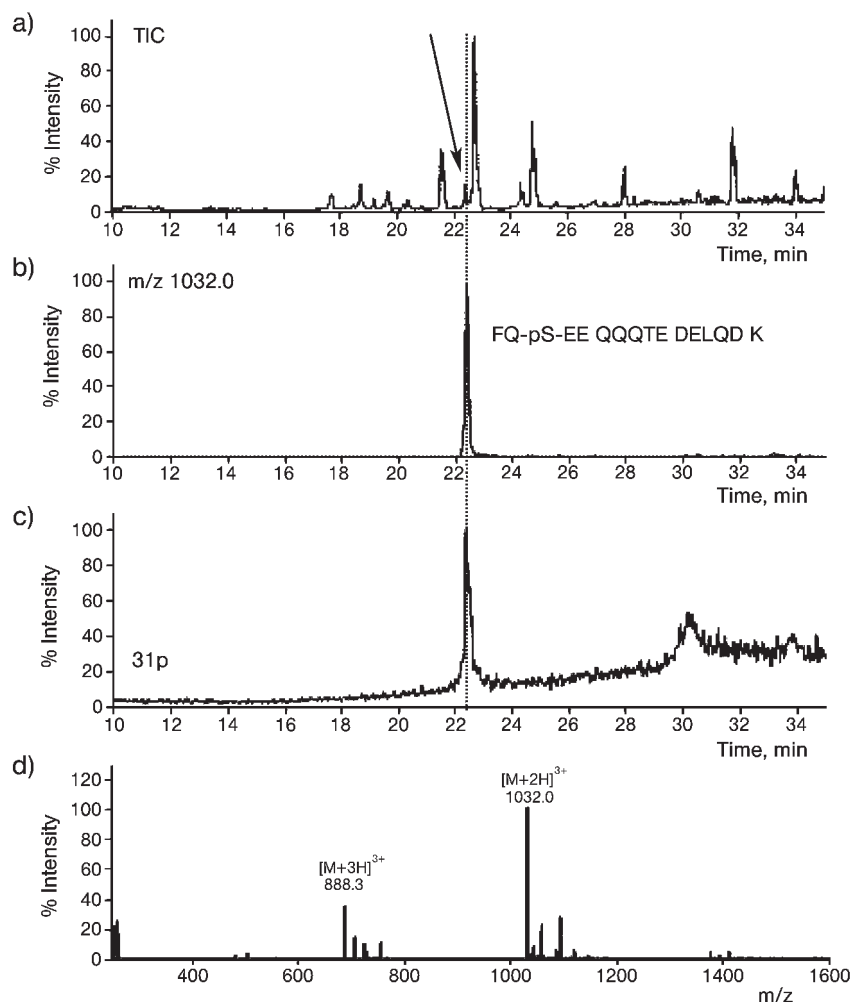 a)
TIC
100
80
60
40
20
0
% Intensity
10 12 14 16 18 20 22 24 26 28 30 32 34
Time, min
b)
m/z 1032.0
FQ-pS-EE QQQTE DELQD K
100
80
60
40
20
0
% Intensity
10 12 14 16 18 20 22 24 26 28 30 32 34
Time, min
c)
31p
100
80
60
40
20
0
% Intensity
10 12 14 16 18 20 22 24 26 28 30 32 34
Time, min
d)
120
100
80
60
40
20
0
% Intensity
[M+3H]3+
888.3
[M+2H]3+
1032.0
400 600 800 1000 1200 1400 1600
m/z